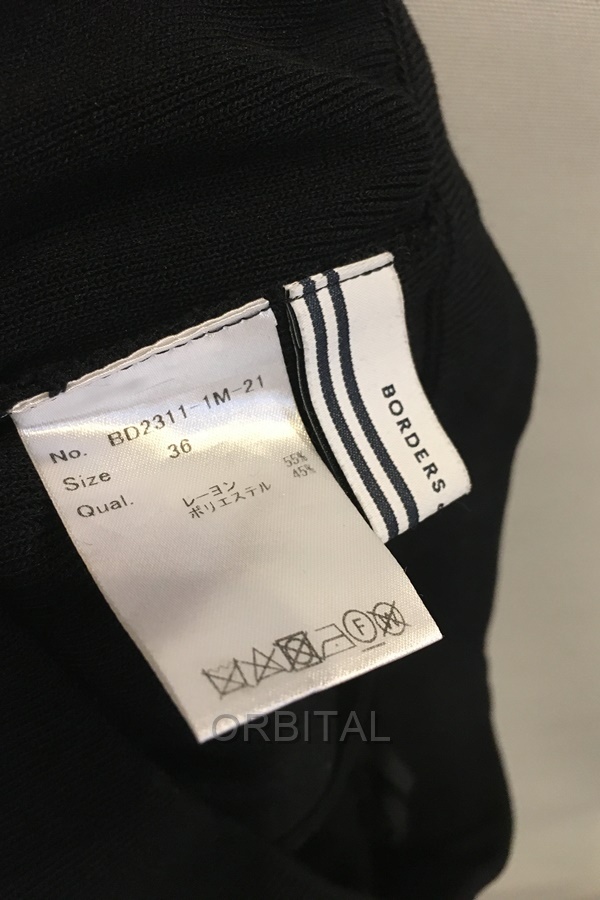 No. BD2311-1M-21
Size 36
Qual. レーヨン 55%
ポリエステル 45%
BORDERS
F
W
ORBITAL